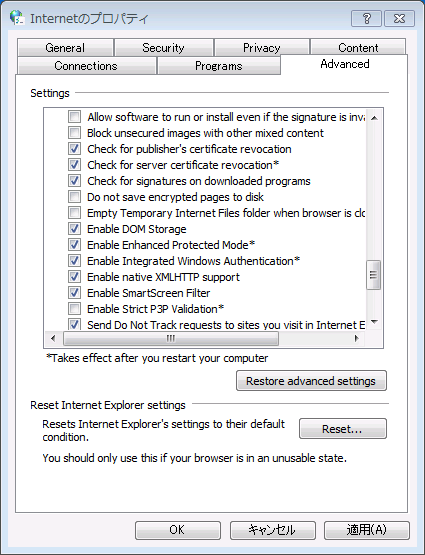 Internetのプロパティ
General
Security
Privacy
Content
Connections
Programs
Advanced
Settings
Allow software to run or install even if the signature is inva
Block unsecured images with other mixed content
Check for publisher's certificate revocation
Check for server certificate revocation*
Check for signatures on downloaded programs
Do not save encrypted pages to disk
Empty Temporary Internet Files folder when browser is clo
Enable DOM Storage
Enable Enhanced Protected Mode*
Enable Integrated Windows Authentication*
Enable native XMLHTTP support
Enable SmartScreen Filter
Enable Strict P3P Validation*
Send Do Not Track requests to sites you visit in Internet E
*Takes effect after you restart your computer
Restore advanced settings
Reset Internet Explorer settings
Resets Internet Explorer's settings to their default
condition.
Reset...
You should only use this if your browser is in an unusable state.
OK
キャンセル
適用(A)